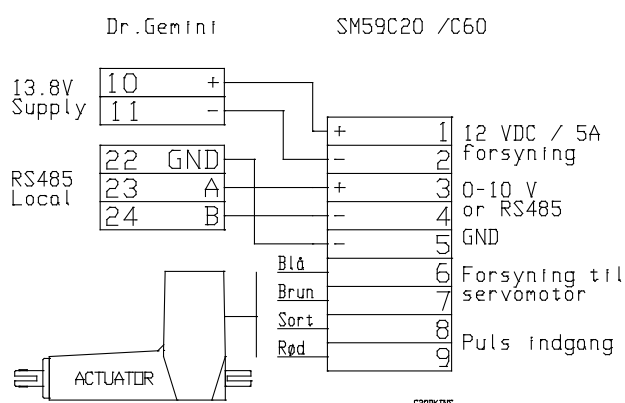 Dr.Gemini
SM59C20 /C60
13.8V
Supply
10 +
11 -
RS485
Local
22 GND
23 A
24 B
+ 1
- 2
+ 3
- 4
- 5
6
7
8
9
12 VDC / 5A
forsyning
0-10 V
or RS485
GND
Forsyning til
servomotor
Puls indgang
Blå
Brun
Sort
Rød
ACTUATOR